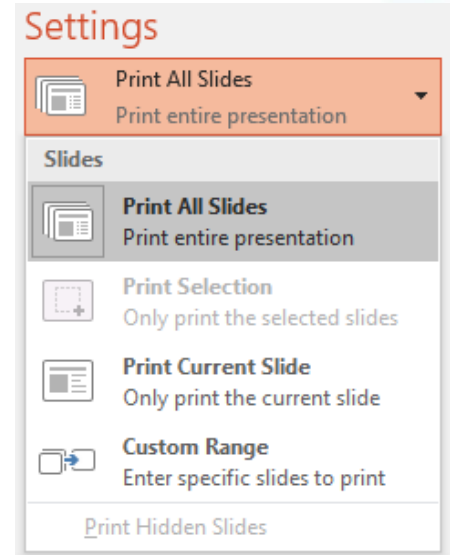 Settings
Print All Slides
Print entire presentation
Slides
Print All Slides
Print entire presentation
Print Selection
Only print the selected slides
Print Current Slide
Only print the current slide
Custom Range
Enter specific slides to print
Print Hidden Slides